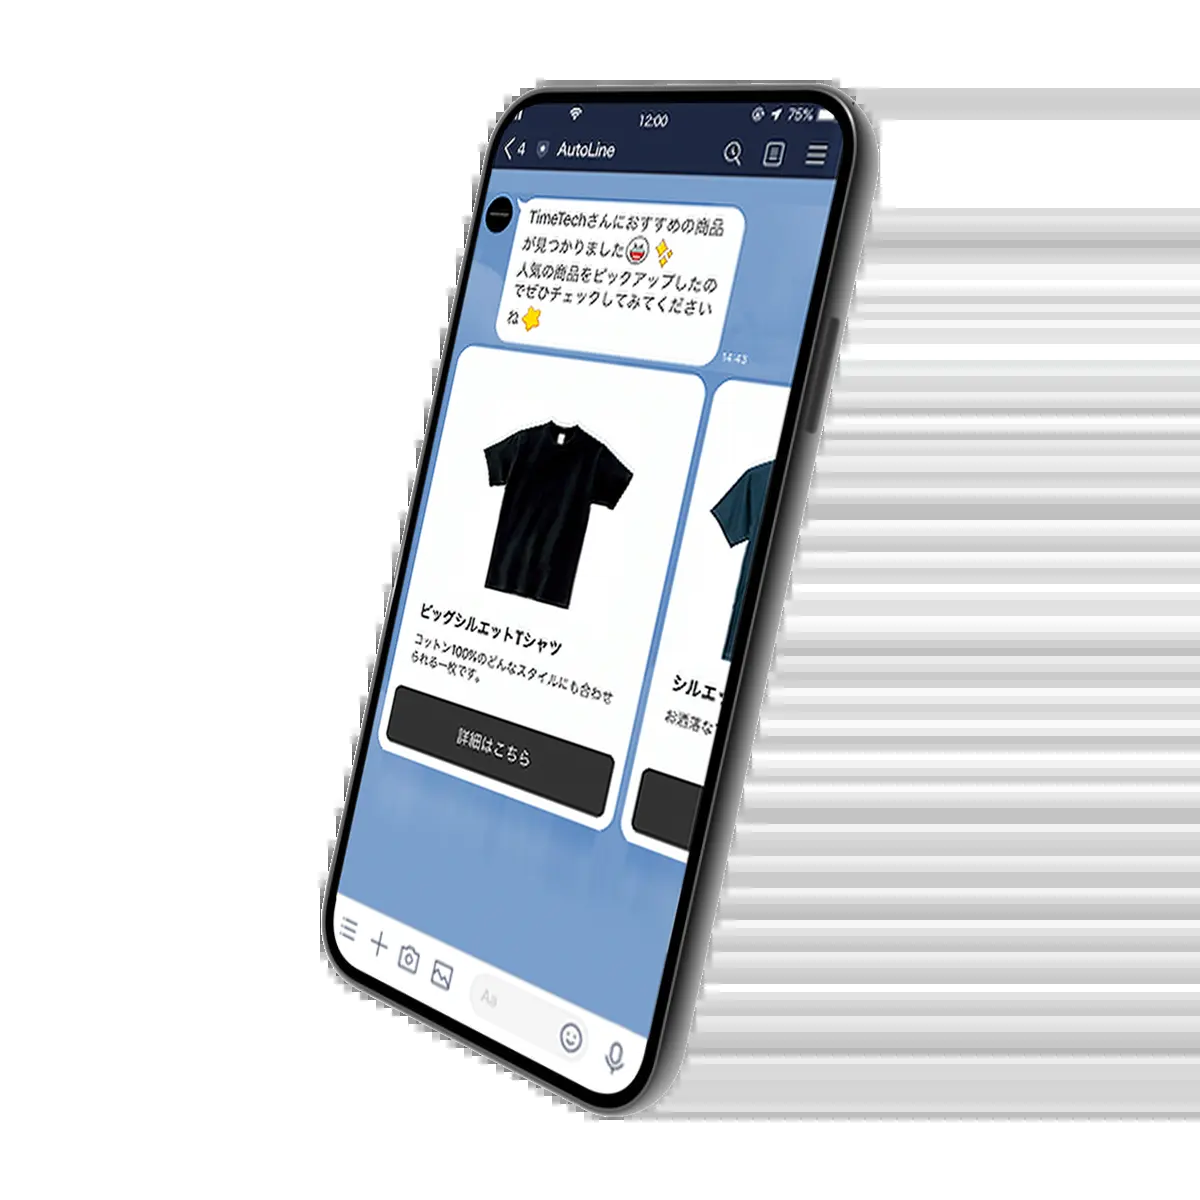 12:00
75%
4 AutoLine
TimeTechさんにおすすめの商品
が見つかりました
人気の商品をピックアップしたの
でぜひチェックしてみてください
ね
14:43
ビッグシルエットTシャツ
コットン100%のどんなスタイルにも合わせ
られる一枚です。
詳細はこちら
シルエッ
お洒落な
Aa